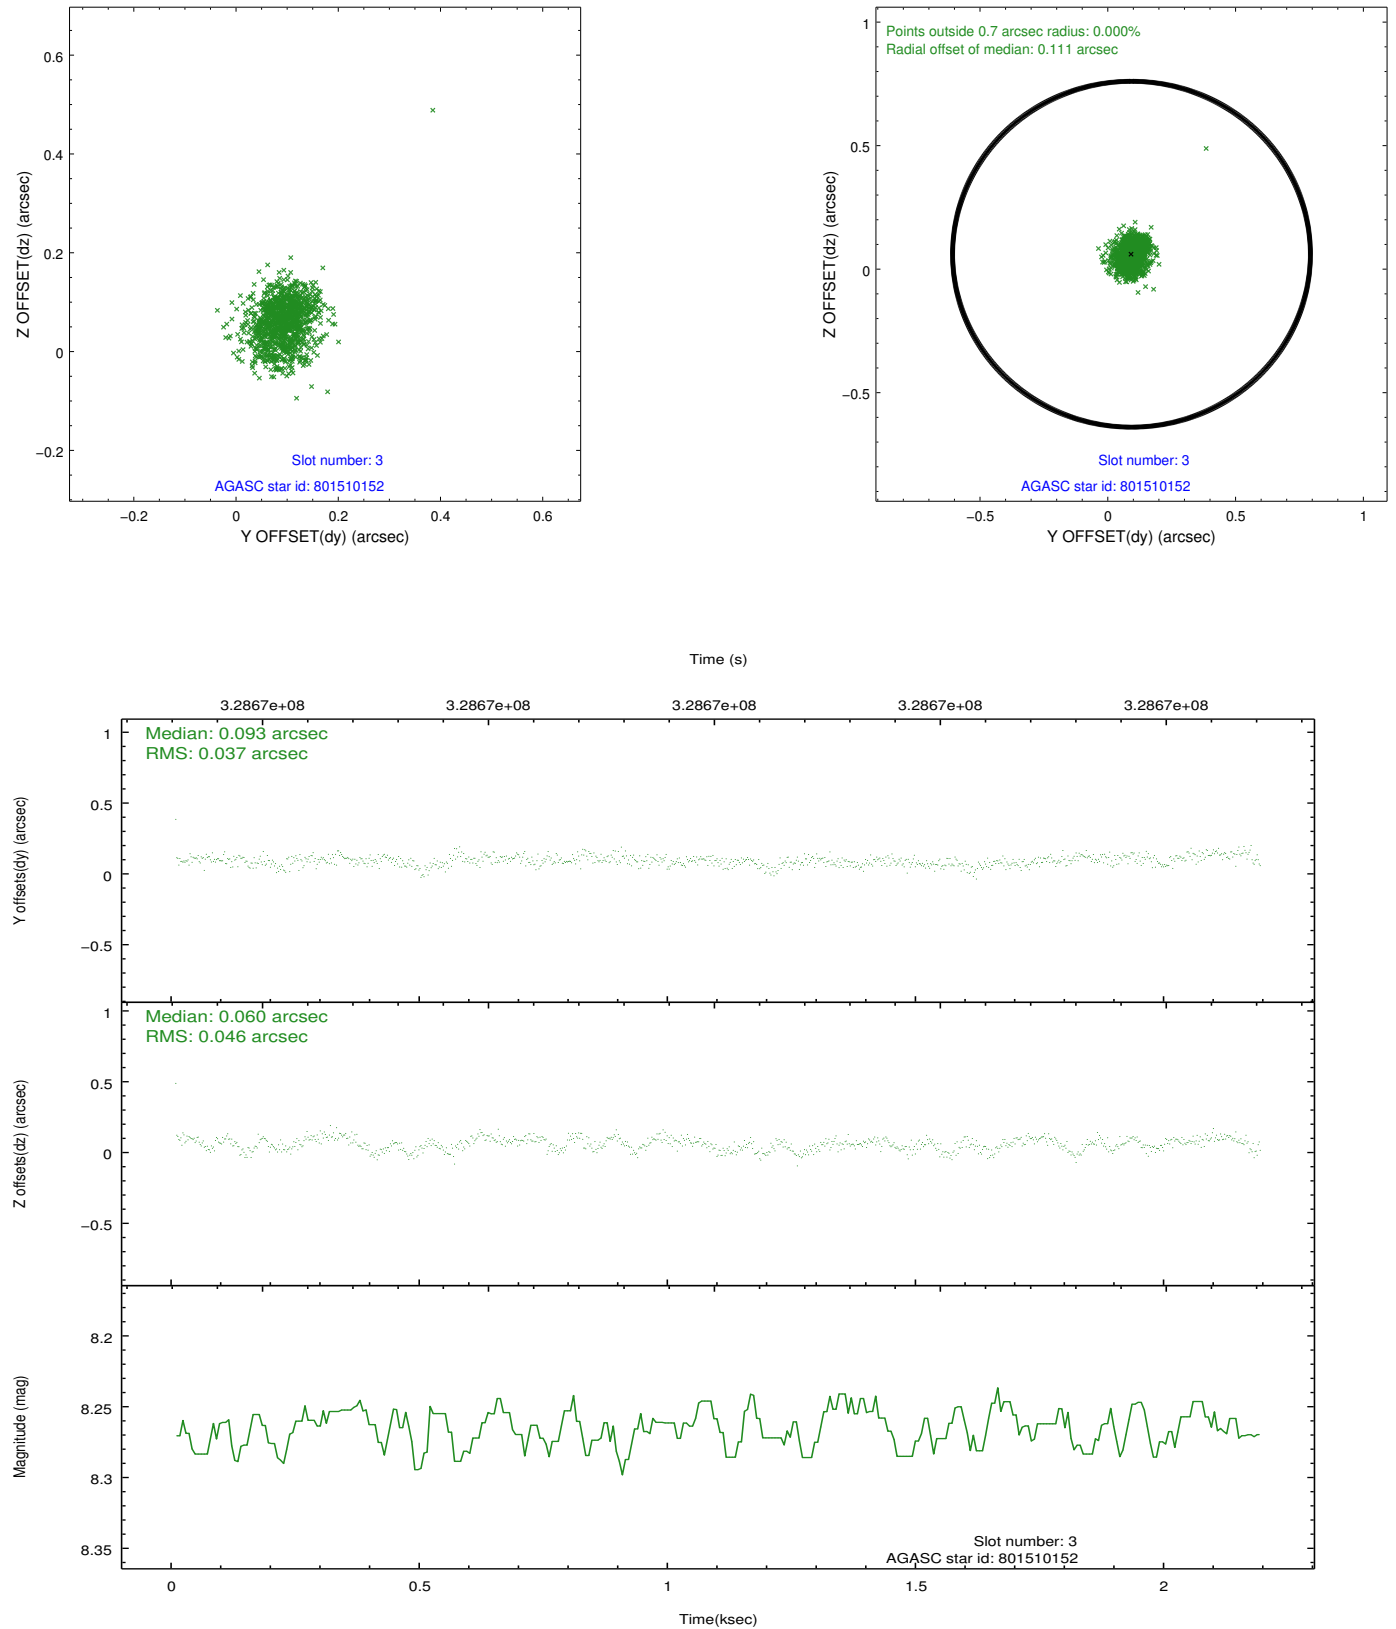 0.6
0.4
0.2
0
−0.2
Z OFFSET(dz) (arcsec)
Slot number: 3
AGASC star id: 801510152
−0.2 0 0.2 0.4 0.6
Y OFFSET(dy) (arcsec)
Points outside 0.7 arcsec radius: 0.000%
Radial offset of median: 0.111 arcsec
1
0.5
0
−0.5
Z OFFSET(dz) (arcsec)
Slot number: 3
AGASC star id: 801510152
−0.5 0 0.5 1
Y OFFSET(dy) (arcsec)
Time (s)
3.2867e+08 3.2867e+08 3.2867e+08 3.2867e+08 3.2867e+08
Median: 0.093 arcsec
RMS: 0.037 arcsec
1
0.5
0
−0.5
Y offsets(dy) (arcsec)
Median: 0.060 arcsec
RMS: 0.046 arcsec
1
0.5
0
−0.5
Z offsets(dz) (arcsec)
8.2
8.25
8.3
8.35
Magnitude (mag)
Slot number: 3
AGASC star id: 801510152
0 0.5 1 1.5 2
Time(ksec)